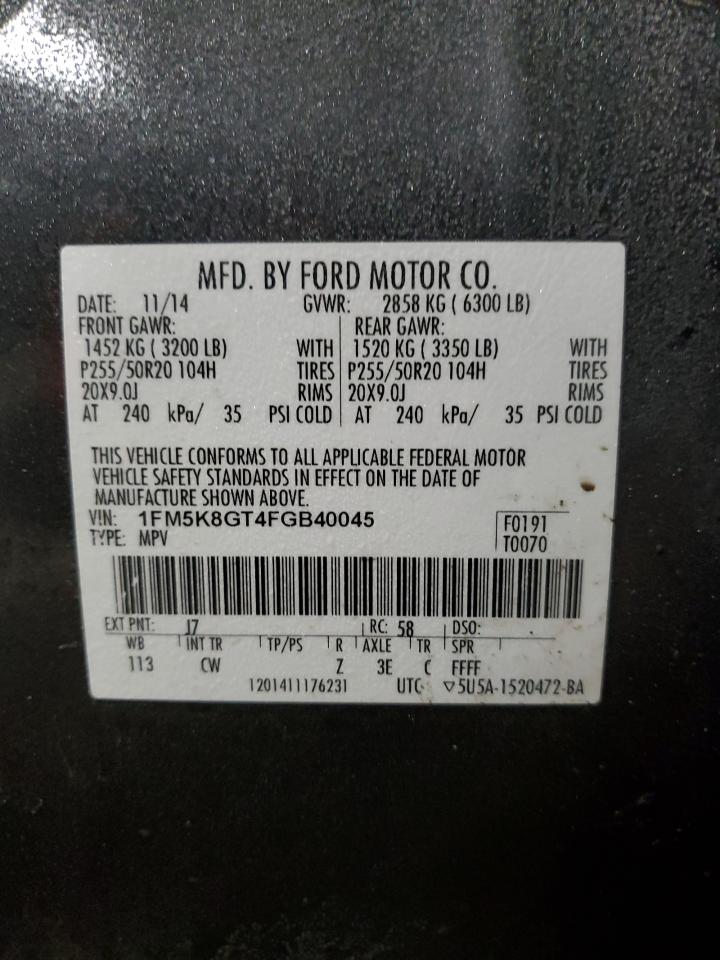 MFD. BY FORD MOTOR CO.
DATE: 11/14 GVWR: 2858 KG ( 6300 LB)
FRONT GAWR: REAR GAWR:
1452 KG ( 3200 LB) WITH 1520 KG ( 3350 LB) WITH
P255/50R20 104H TIRES P255/50R20 104H TIRES
20X9.0J RIMS 20X9.0J RIMS
AT 240 kPa/ 35 PSI COLD AT 240 kPa/ 35 PSI COLD
THIS VEHICLE CONFORMS TO ALL APPLICABLE FEDERAL MOTOR
VEHICLE SAFETY STANDARDS IN EFFECT ON THE DATE OF
MANUFACTURE SHOWN ABOVE.
VIN: 1FM5K8GT4FGB40045 F0191
TYPE: MPV T0070
EXT PNT: J7 RC: 58 DSO:
WB INT TR TP/PS R AXLE TR SPR
113 CW Z 3E C FFFF
1201411176231 UTC ▽5U5A-1520472-BA